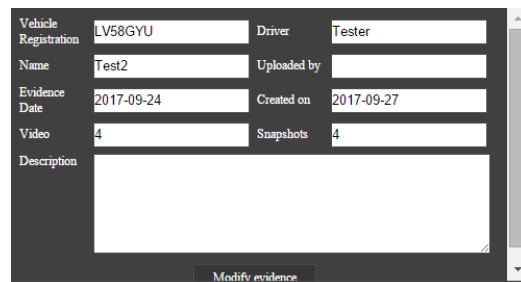 Vehicle Registration LV58GYU Driver Tester
Name Test2 Uploaded by
Evidence Date 2017-09-24 Created on 2017-09-27
Video 4 Snapshots 4
Description
Modify evidence